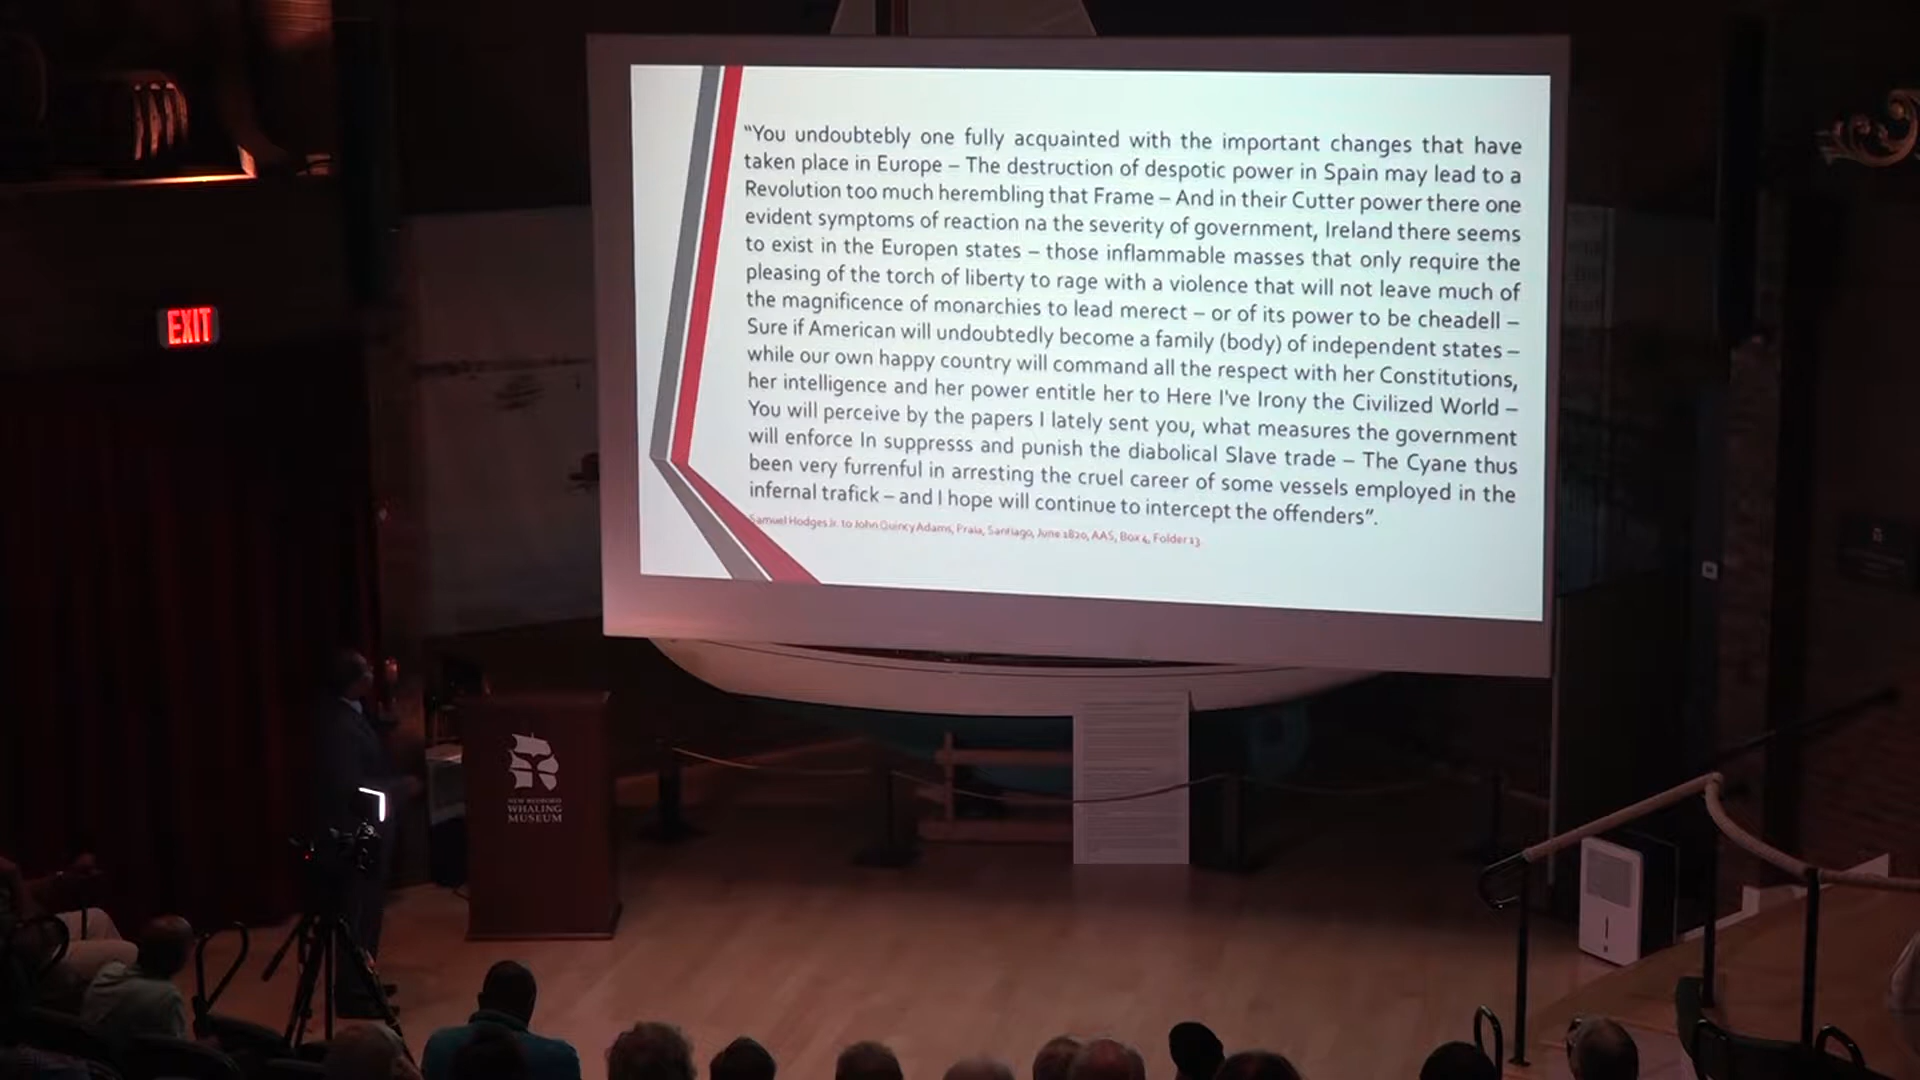 “You undoubtebly one fully acquainted with the important changes that have
taken place in Europe – The destruction of despotic power in Spain may lead to a
Revolution too much herembling that Frame – And in their Cutter power there one
evident symptoms of reaction na the severity of government, Ireland there seems
to exist in the Europen states – those inflammable masses that only require the
pleasing of the torch of liberty to rage with a violence that will not leave much of
the magnificence of monarchies to lead merect – or of its power to be cheadell –
Sure if American will undoubtedly become a family (body) of independent states –
while our own happy country will command all the respect with her Constitutions,
her intelligence and her power entitle her to Here I've Irony the Civilized World –
You will perceive by the papers I lately sent you, what measures the government
will enforce In suppresss and punish the diabolical Slave trade – The Cyane thus
been very furrenful in arresting the cruel career of some vessels employed in the
infernal trafick – and I hope will continue to intercept the offenders”.
Samuel Hodges Jr. to John Quincy Adams, Praia, Santiago, June 1820, AAS, Box 4, Folder 13.
EXIT
NEW BEDFORD
WHALING
MUSEUM